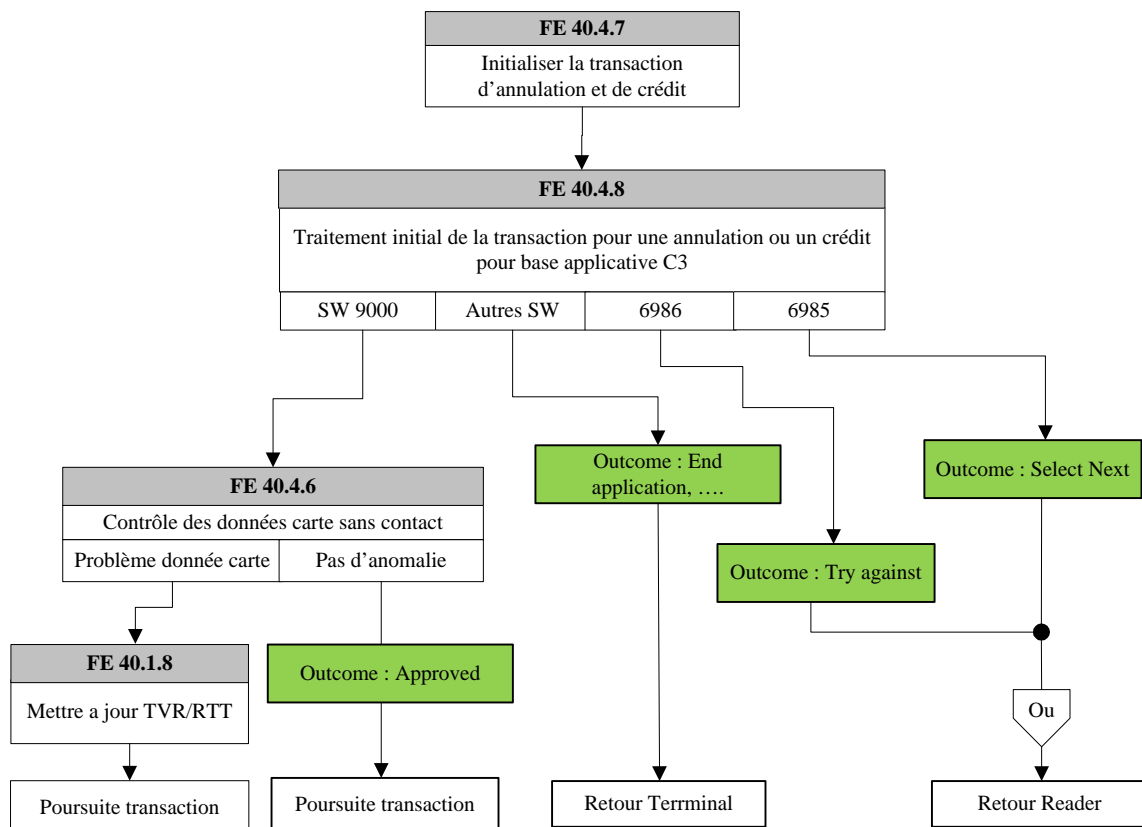 FE 40.4.7
Initialiser la transaction
d’annulation et de crédit
FE 40.4.8
Traitement initial de la transaction pour une annulation ou un crédit
pour base applicative C3
SW 9000
Autres SW
6986
6985
Outcome : End
application, ….
Outcome : Select Next
FE 40.4.6
Contrôle des données carte sans contact
Problème donnée carte
Pas d’anomalie
Outcome : Try against
FE 40.1.8
Mettre a jour TVR/RTT
Outcome : Approved
Ou
Poursuite transaction
Poursuite transaction
Retour Terrminal
Retour Reader